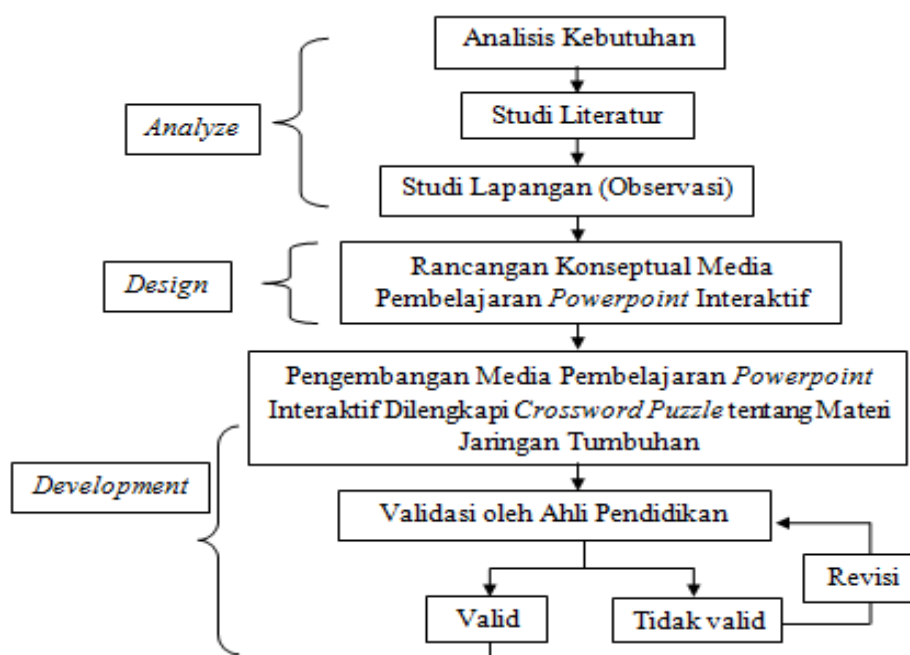 Analisis Kebutuhan
Analyze
Studi Literatur
Studi Lapangan (Observasi)
Design
Rancangan Konseptual Media
Pembelajaran Powerpoint Interaktif
Pengembangan Media Pembelajaran Powerpoint
Interaktif Dilengkapi Crossword Puzzle tentang Materi
Jaringan Tumbuhan
Development
Validasi oleh Ahli Pendidikan
Revisi
Valid
Tidak valid